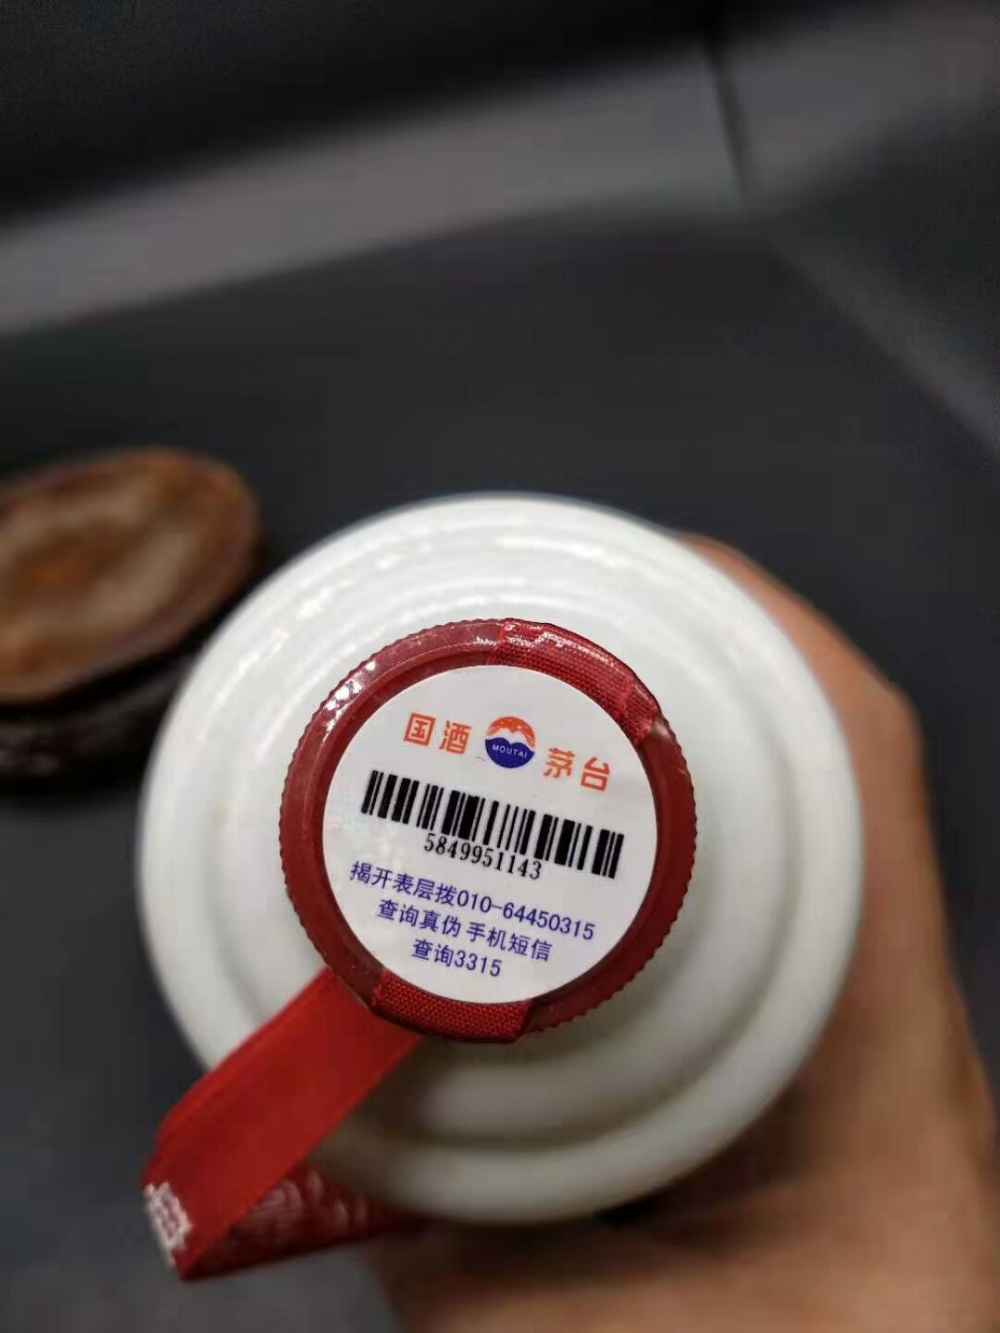 国酒 MOUTAI 茅台
5849951143
揭开表层拨010-64450315
查询真伪 手机短信
查询3315